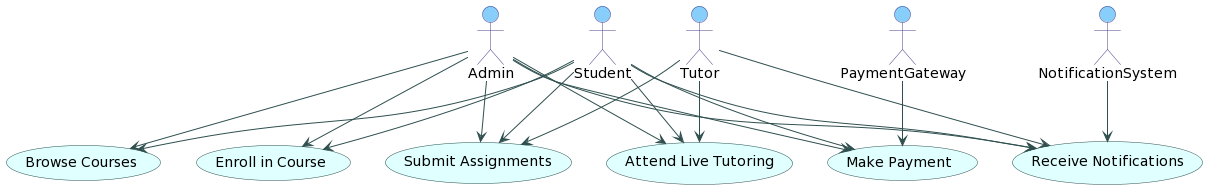 Admin
Student
Tutor
PaymentGateway
NotificationSystem
Browse Courses
Enroll in Course
Submit Assignments
Attend Live Tutoring
Make Payment
Receive Notifications